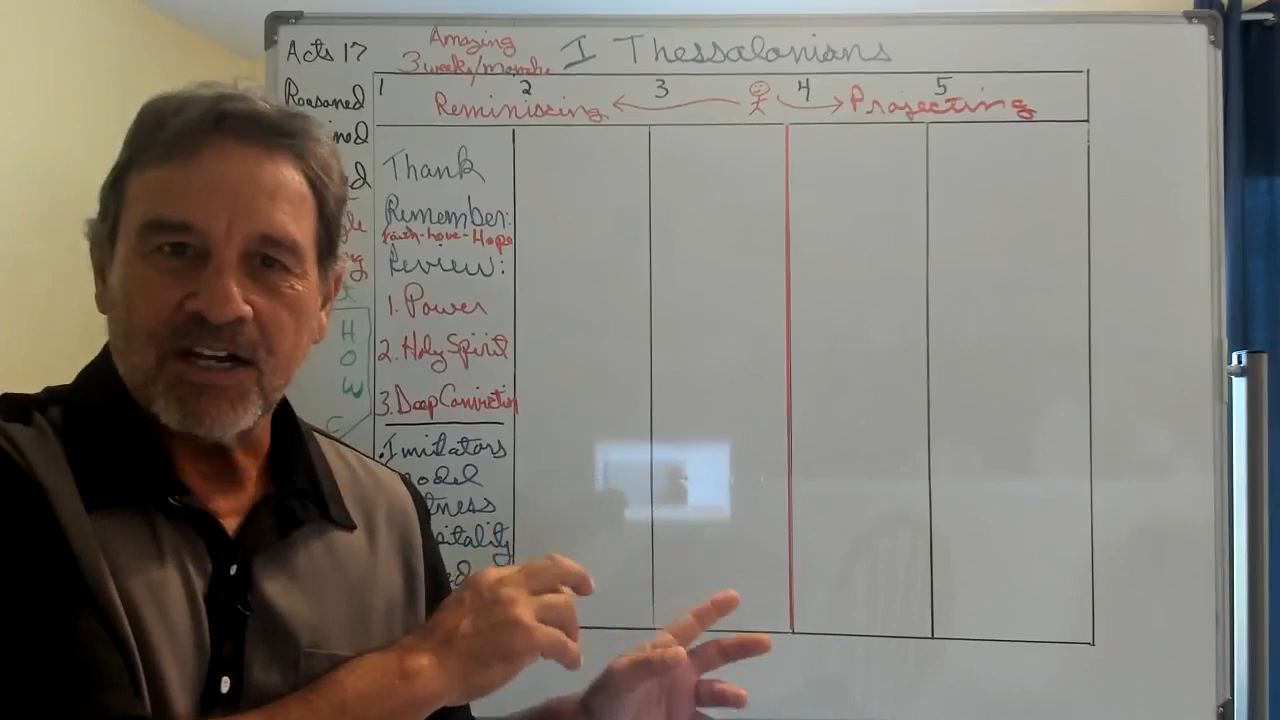 Acts 17
Amazing
3 weeks/month
I Thessalonians
Reasoned
1 2 3 4 5
Reminiscing Projecting
Thank
Remember:
Faith-Love-Hope
Review:
1. Power
2. Holy Spirit
3. Deep Conviction
H
O
W
Imitators